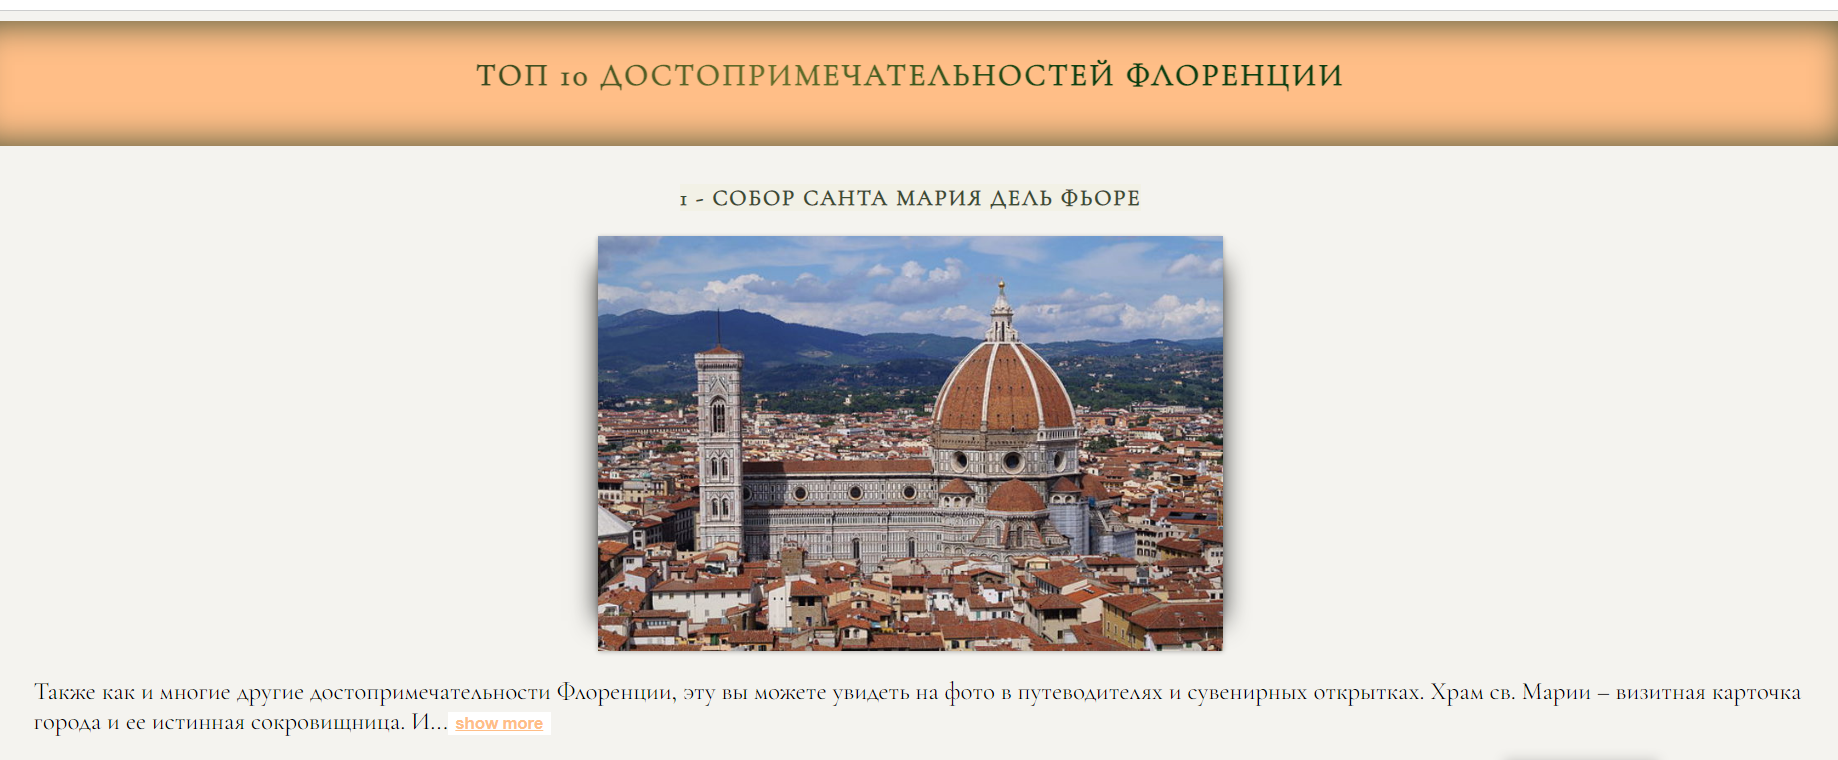 ТОП 10 ДОСТОПРИМЕЧАТЕЛЬНОСТЕЙ ФЛОРЕНЦИИ
1 - СОБОР САНТА МАРИЯ ДЕЛЬ ФЬОРЕ
Также как и многие другие достопримечательности Флоренции, эту вы можете увидеть на фото в путеводителях и сувенирных открытках. Храм св. Марии – визитная карточка
города и ее истинная сокровищница. И... show more